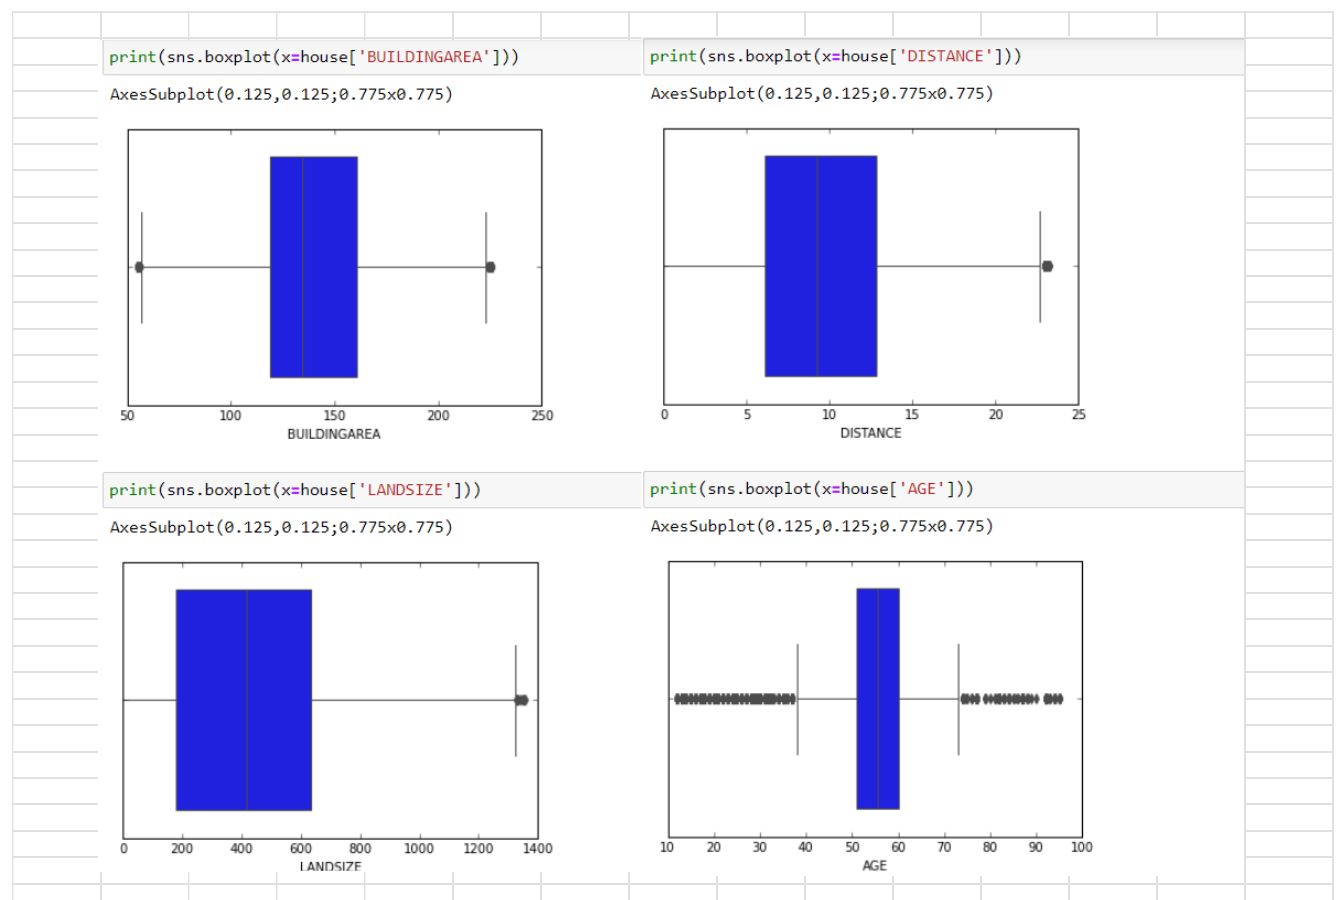 print(sns.boxplot(x=house['BUILDINGAREA']))
AxesSubplot(0.125,0.125;0.775x0.775)
50 100 150 200 250
BUILDINGAREA
print(sns.boxplot(x=house['DISTANCE']))
AxesSubplot(0.125,0.125;0.775x0.775)
0 5 10 15 20 25
DISTANCE
print(sns.boxplot(x=house['LANDSIZE']))
AxesSubplot(0.125,0.125;0.775x0.775)
0 200 400 600 800 1000 1200 1400
LANDSIZE
print(sns.boxplot(x=house['AGE']))
AxesSubplot(0.125,0.125;0.775x0.775)
10 20 30 40 50 60 70 80 90 100
AGE